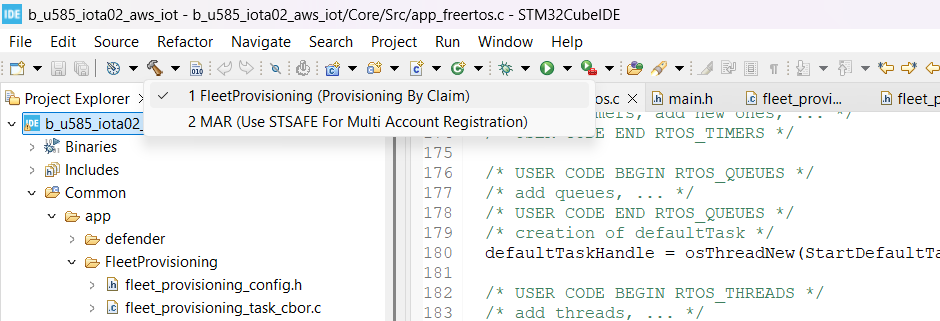 IDE b_u585_iota02_aws_iot - b_u585_iota02_aws_iot/Core/Src/app_freertos.c - STM32CubeIDE
File Edit Source Refactor Navigate Search Project Run Window Help
010
Project Explorer
1 FleetProvisioning (Provisioning By Claim)
2 MAR (Use STSAFE For Multi Account Registration)
os.c
main.h
fleet_provi...
fleet_p
b_u585_iota02_
Binaries
Includes
Common
app
defender
FleetProvisioning
fleet_provisioning_config.h
fleet_provisioning_task_cbor.c
mers, add new ones, ... */
USER CODE END RTOS_TIMERS */
175
176 /* USER CODE BEGIN RTOS_QUEUES */
177 /* add queues, ... */
178 /* USER CODE END RTOS_QUEUES */
179 /* creation of defaultTask */
180 defaultTaskHandle = osThreadNew(StartDefaultTa
181
182 /* USER CODE BEGIN RTOS_THREADS */
183 /* add threads, ... */